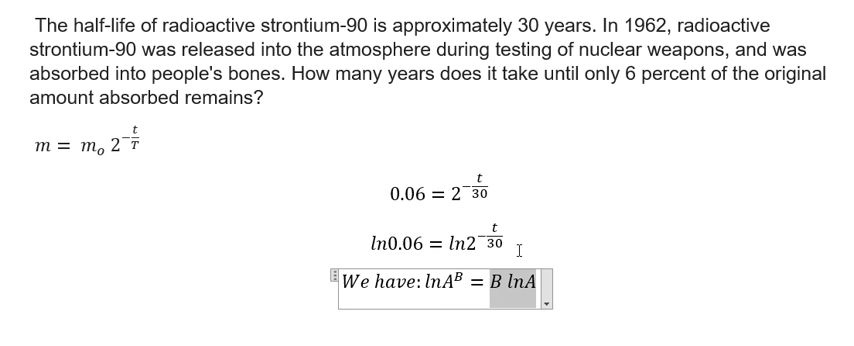 The half-life of radioactive strontium-90 is approximately 30 years. In 1962, radioactive
strontium-90 was released into the atmosphere during testing of nuclear weapons, and was
absorbed into people's bones. How many years does it take until only 6 percent of the original
amount absorbed remains?
m = mₒ 2^(-t/T)
0.06 = 2^(-t/30)
ln0.06 = ln2^(-t/30)
We have: lnA^B = B lnA